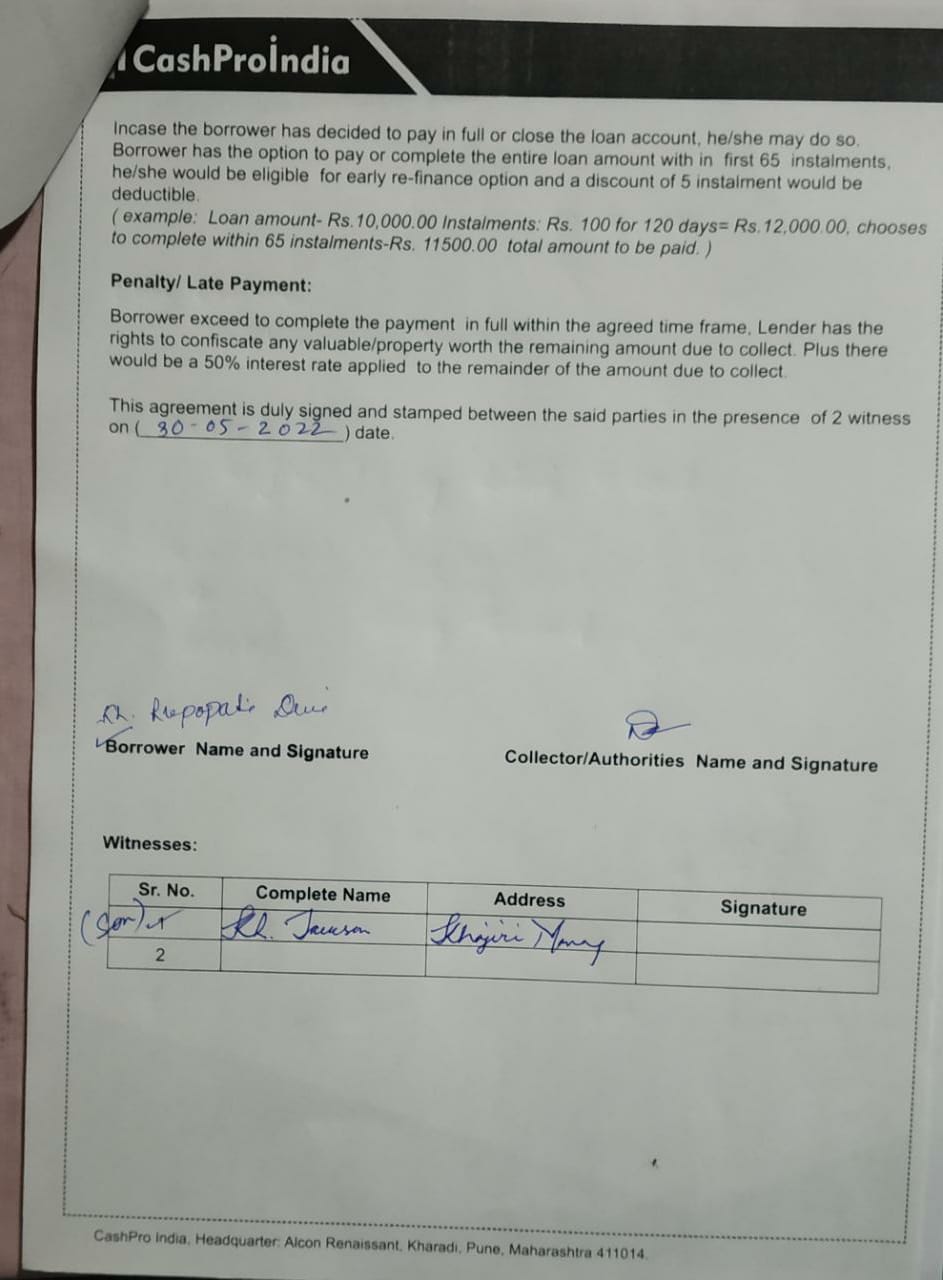 CashProIndia
Incase the borrower has decided to pay in full or close the loan account, he/she may do so.
Borrower has the option to pay or complete the entire loan amount with in first 65 instalments,
he/she would be eligible for early re-finance option and a discount of 5 instalment would be
deductible.
( example: Loan amount- Rs.10,000.00 Instalments: Rs. 100 for 120 days= Rs.12,000.00, chooses
to complete within 65 instalments-Rs. 11500.00 total amount to be paid. )
Penalty/ Late Payment:
Borrower exceed to complete the payment in full within the agreed time frame, Lender has the
rights to confiscate any valuable/property worth the remaining amount due to collect. Plus there
would be a 50% interest rate applied to the remainder of the amount due to collect.
This agreement is duly signed and stamped between the said parties in the presence of 2 witness
on ( 30-05-2022 ) date.
Devi
Borrower Name and Signature
Collector/Authorities Name and Signature
Witnesses:
Sr. No. Complete Name Address Signature
(Son) Kh.
2
CashPro India, Headquarter: Alcon Renaissant, Kharadi, Pune, Maharashtra 411014.